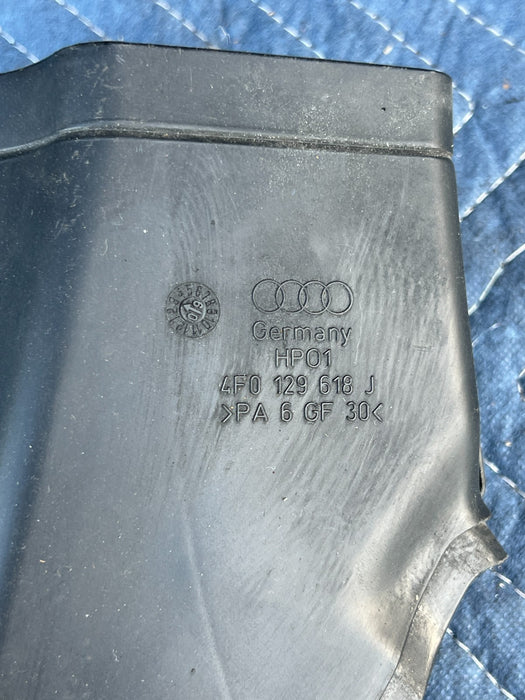 Germany
HP01
4F0 129 618 J
>PA 6 GF 30<